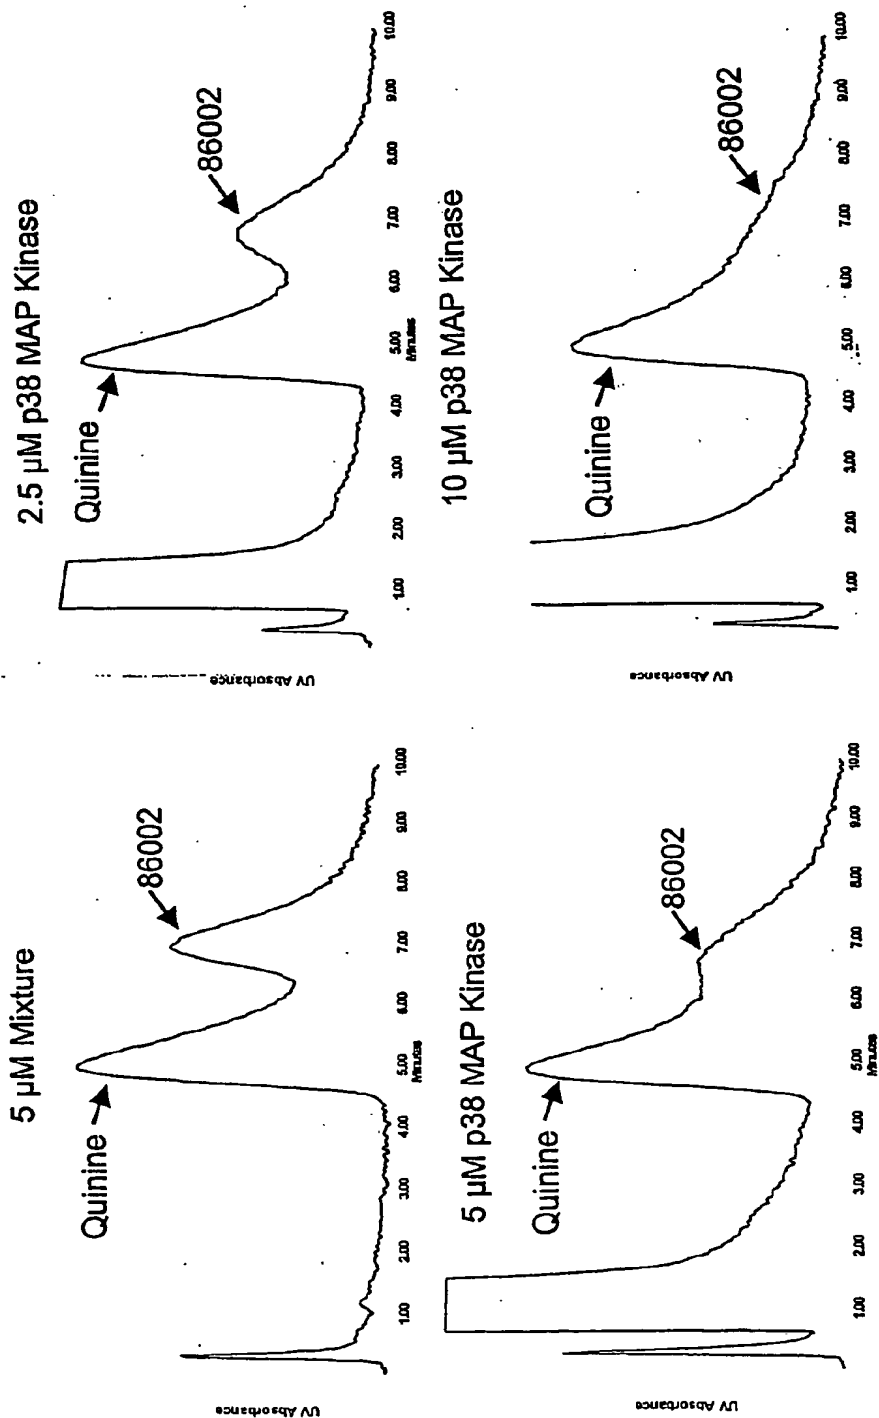 5 µM Mixture
Quinine
86002
UV Absorbance
1.00 2.00 3.00 4.00 5.00 6.00 7.00 8.00 9.00 10.00
Minutes
2.5 µM p38 MAP Kinase
Quinine
86002
UV Absorbance
1.00 2.00 3.00 4.00 5.00 6.00 7.00 8.00 9.00 10.00
Minutes
5 µM p38 MAP Kinase
Quinine
86002
UV Absorbance
1.00 2.00 3.00 4.00 5.00 6.00 7.00 8.00 9.00 10.00
Minutes
10 µM p38 MAP Kinase
Quinine
86002
UV Absorbance
1.00 2.00 3.00 4.00 5.00 6.00 7.00 8.00 9.00 10.00